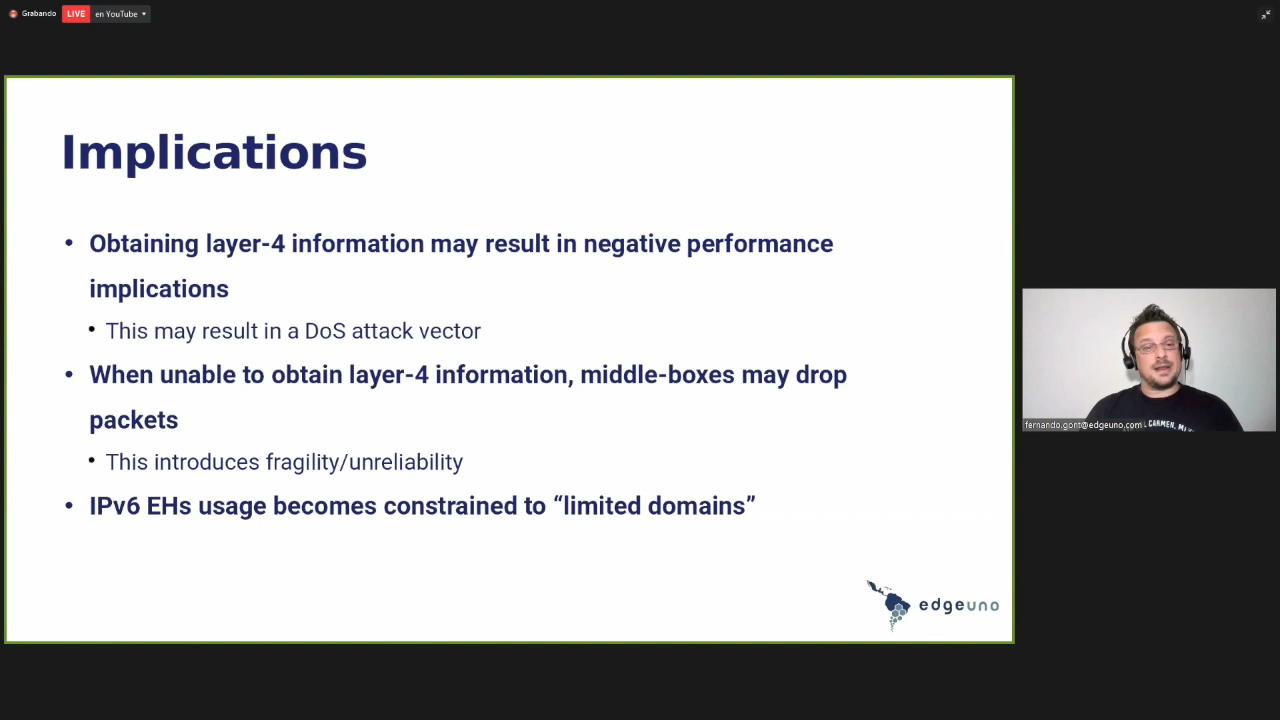 Grabando
LIVE en YouTube
Implications
• Obtaining layer-4 information may result in negative performance
implications
• This may result in a DoS attack vector
• When unable to obtain layer-4 information, middle-boxes may drop
packets
• This introduces fragility/unreliability
• IPv6 EHs usage becomes constrained to “limited domains”
edgeuno
L CARMEN, M
fernando.gont@edgeuno.com